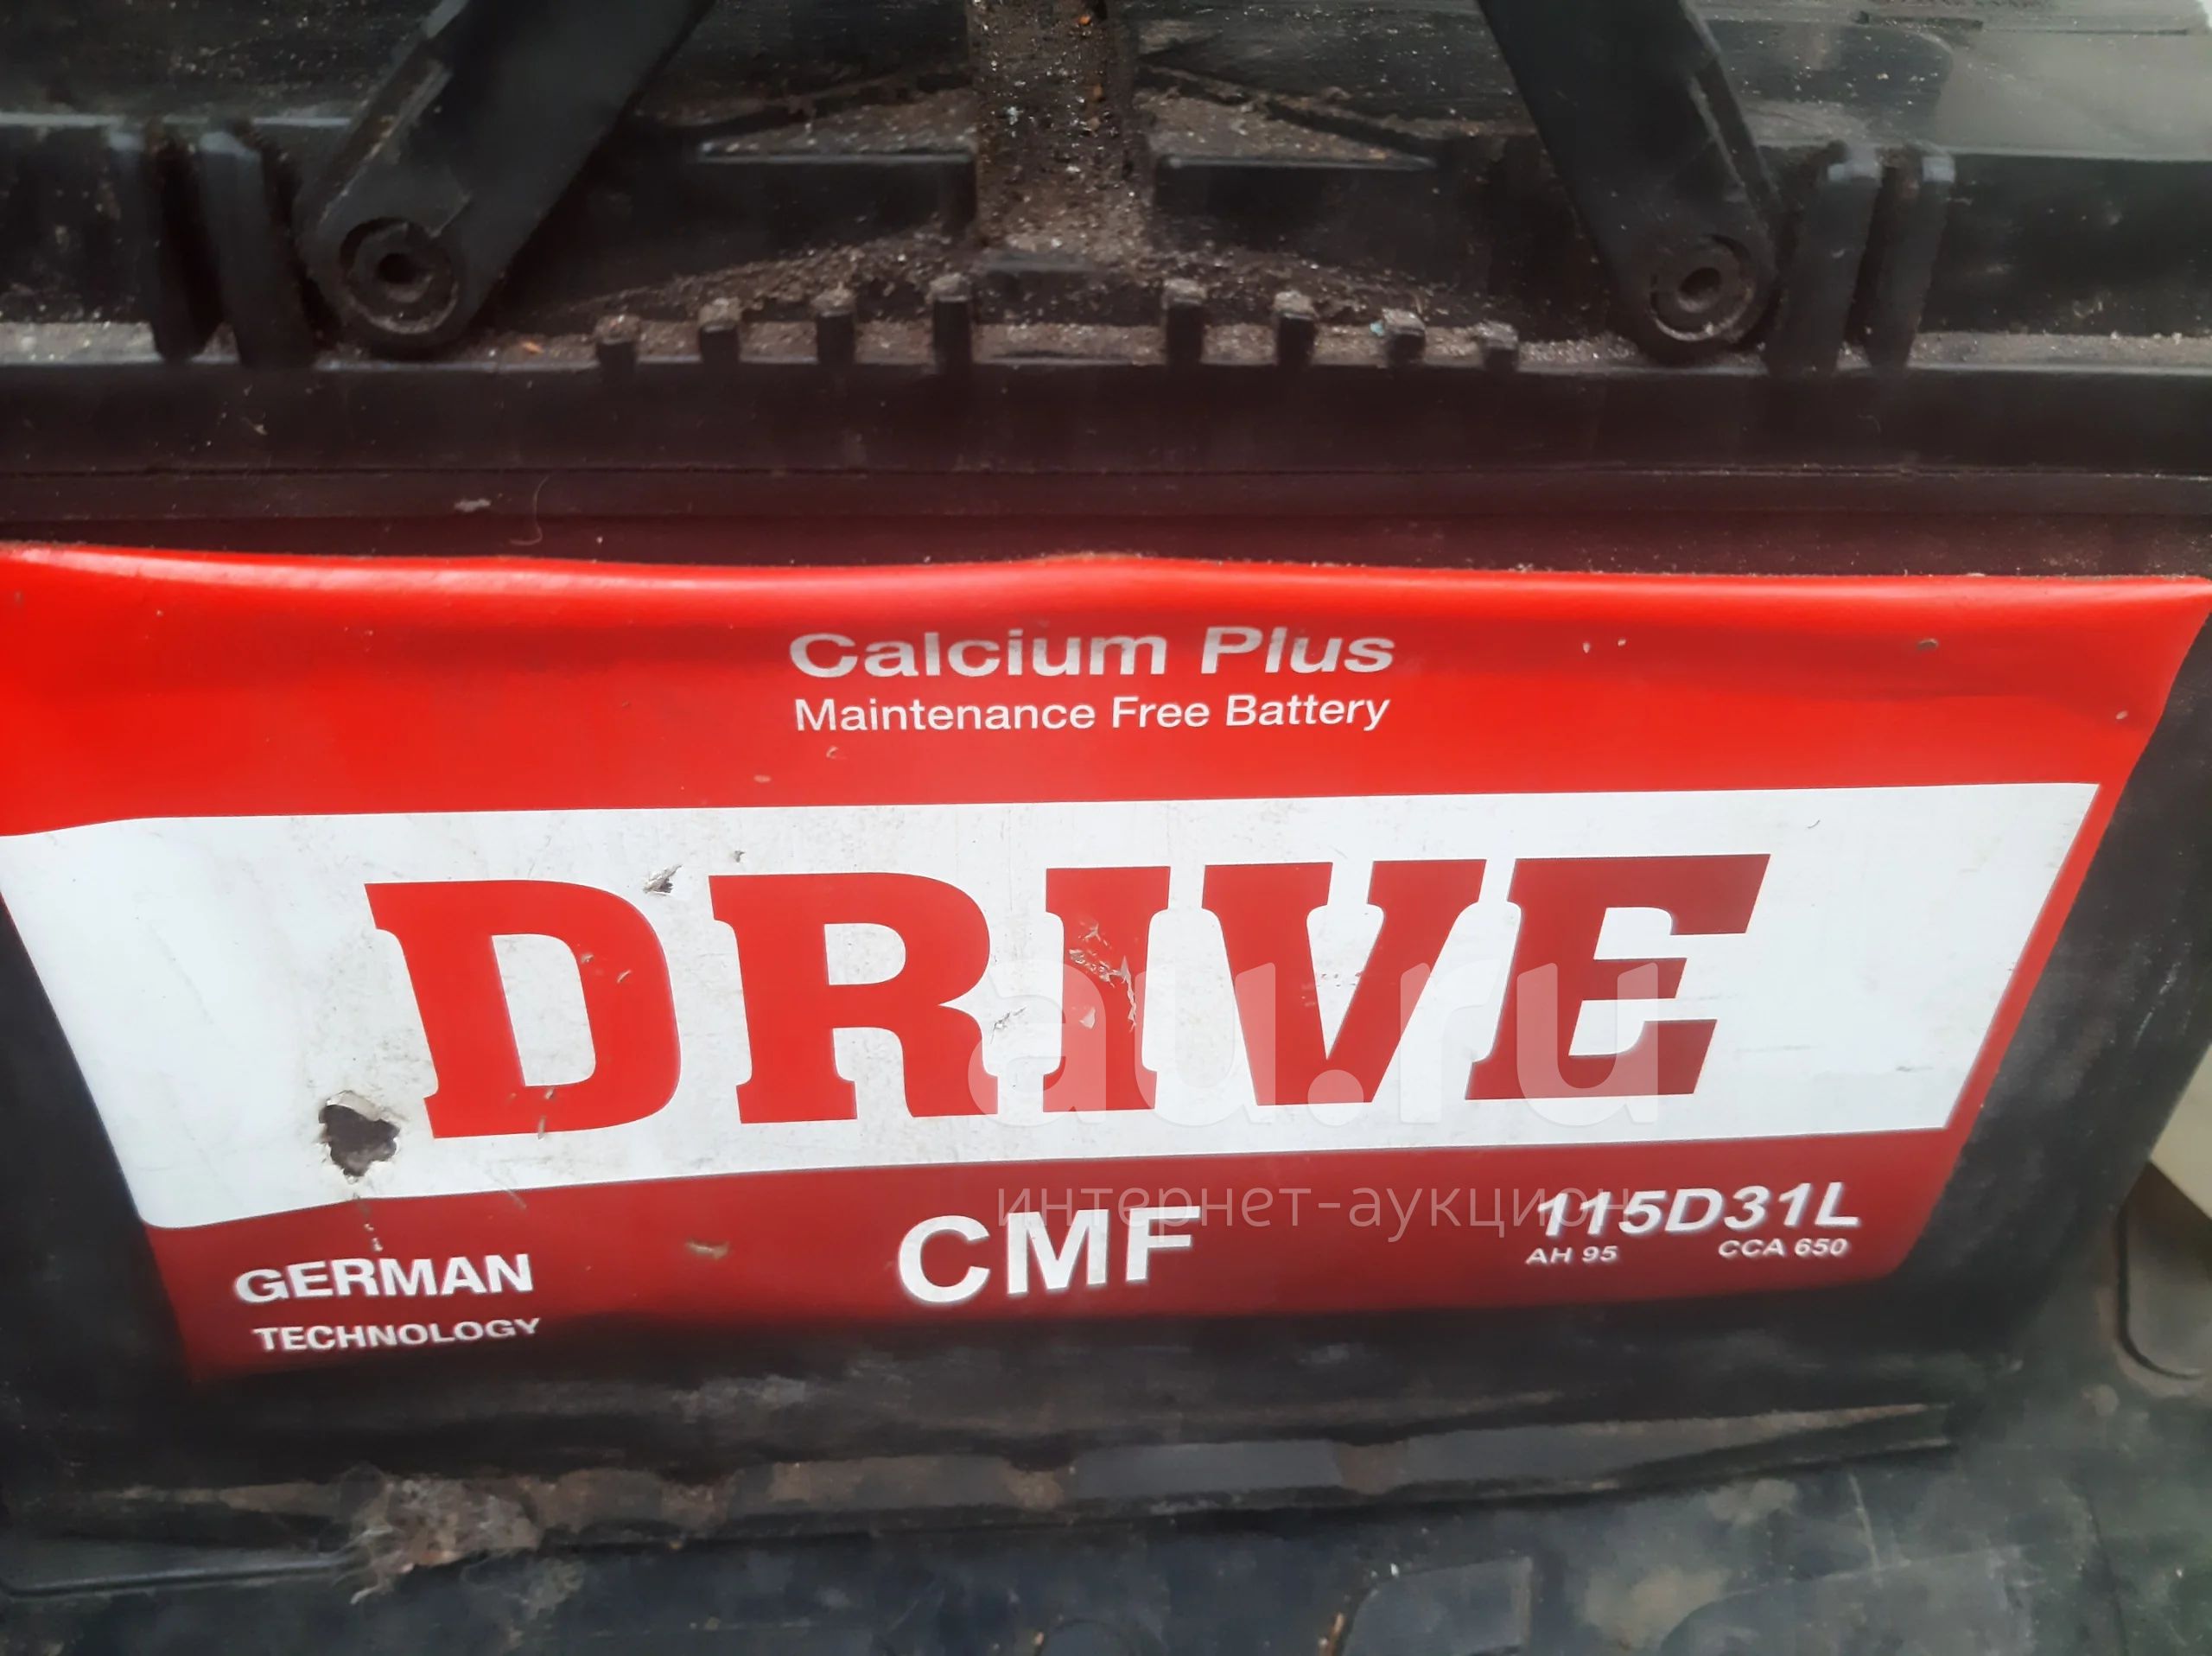 Calcium Plus
Maintenance Free Battery
DRIVE
au.ru
интернет-аукцион
GERMAN
TECHNOLOGY
CMF
115D31L
AH 95 CCA 650